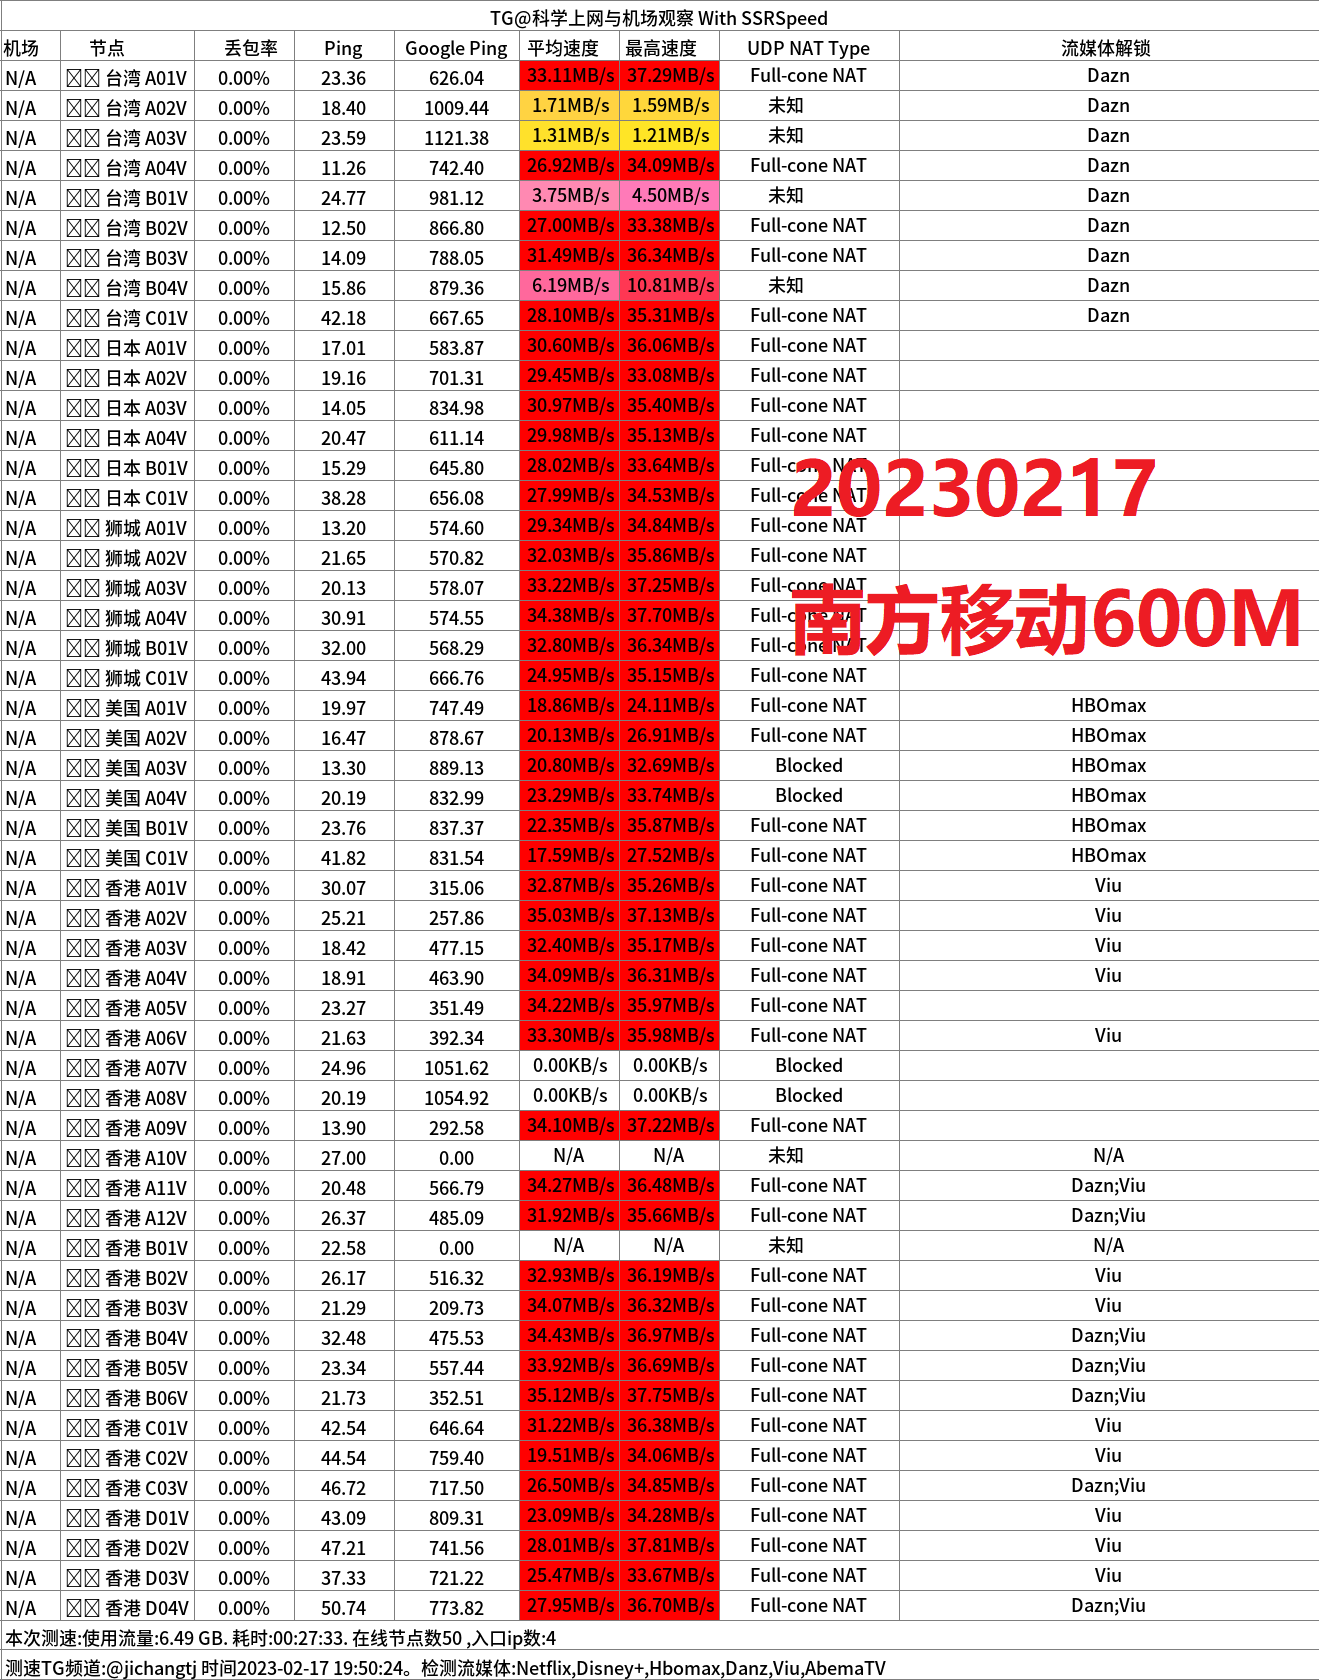 TG@科学上网与机场观察 With SSRSpeed
机场 节点 丢包率 Ping Google Ping 平均速度 最高速度 UDP NAT Type 流媒体解锁
N/A 台湾 A01V 0.00% 23.36 626.04 33.11MB/s 37.29MB/s Full-cone NAT Dazn
N/A 台湾 A02V 0.00% 18.40 1009.44 1.71MB/s 1.59MB/s 未知 Dazn
N/A 台湾 A03V 0.00% 23.59 1121.38 1.31MB/s 1.21MB/s 未知 Dazn
N/A 台湾 A04V 0.00% 11.26 742.40 26.92MB/s 34.09MB/s Full-cone NAT Dazn
N/A 台湾 B01V 0.00% 24.77 981.12 3.75MB/s 4.50MB/s 未知 Dazn
N/A 台湾 B02V 0.00% 12.50 866.80 27.00MB/s 33.38MB/s Full-cone NAT Dazn
N/A 台湾 B03V 0.00% 14.09 788.05 31.49MB/s 36.34MB/s Full-cone NAT Dazn
N/A 台湾 B04V 0.00% 15.86 879.36 6.19MB/s 10.81MB/s 未知 Dazn
N/A 台湾 C01V 0.00% 42.18 667.65 28.10MB/s 35.31MB/s Full-cone NAT Dazn
N/A 日本 A01V 0.00% 17.01 583.87 30.60MB/s 36.06MB/s Full-cone NAT
N/A 日本 A02V 0.00% 19.16 701.31 29.45MB/s 33.08MB/s Full-cone NAT
N/A 日本 A03V 0.00% 14.05 834.98 30.97MB/s 35.40MB/s Full-cone NAT
N/A 日本 A04V 0.00% 20.47 611.14 29.98MB/s 35.13MB/s Full-cone NAT
N/A 日本 B01V 0.00% 15.29 645.80 28.02MB/s 33.64MB/s Full-cone NAT
N/A 日本 C01V 0.00% 38.28 656.08 27.99MB/s 34.53MB/s Full-cone NAT
20230217
N/A 狮城 A01V 0.00% 13.20 574.60 29.34MB/s 34.84MB/s Full-cone NAT
N/A 狮城 A02V 0.00% 21.65 570.82 32.03MB/s 35.86MB/s Full-cone NAT
N/A 狮城 A03V 0.00% 20.13 578.07 33.22MB/s 37.25MB/s Full-cone NAT
N/A 狮城 A04V 0.00% 30.91 574.55 34.38MB/s 37.70MB/s Full-cone NAT
南方移动600M
N/A 狮城 B01V 0.00% 32.00 568.29 32.80MB/s 36.34MB/s Full-cone NAT
N/A 狮城 C01V 0.00% 43.94 666.76 24.95MB/s 35.15MB/s Full-cone NAT
N/A 美国 A01V 0.00% 19.97 747.49 18.86MB/s 24.11MB/s Full-cone NAT HBOmax
N/A 美国 A02V 0.00% 16.47 878.67 20.13MB/s 26.91MB/s Full-cone NAT HBOmax
N/A 美国 A03V 0.00% 13.30 889.13 20.80MB/s 32.69MB/s Blocked HBOmax
N/A 美国 A04V 0.00% 20.19 832.99 23.29MB/s 33.74MB/s Blocked HBOmax
N/A 美国 B01V 0.00% 23.76 837.37 22.35MB/s 35.87MB/s Full-cone NAT HBOmax
N/A 美国 C01V 0.00% 41.82 831.54 17.59MB/s 27.52MB/s Full-cone NAT HBOmax
N/A 香港 A01V 0.00% 30.07 315.06 32.87MB/s 35.26MB/s Full-cone NAT Viu
N/A 香港 A02V 0.00% 25.21 257.86 35.03MB/s 37.13MB/s Full-cone NAT Viu
N/A 香港 A03V 0.00% 18.42 477.15 32.40MB/s 35.17MB/s Full-cone NAT Viu
N/A 香港 A04V 0.00% 18.91 463.90 34.09MB/s 36.31MB/s Full-cone NAT Viu
N/A 香港 A05V 0.00% 23.27 351.49 34.22MB/s 35.97MB/s Full-cone NAT
N/A 香港 A06V 0.00% 21.63 392.34 33.30MB/s 35.98MB/s Full-cone NAT Viu
N/A 香港 A07V 0.00% 24.96 1051.62 0.00KB/s 0.00KB/s Blocked
N/A 香港 A08V 0.00% 20.19 1054.92 0.00KB/s 0.00KB/s Blocked
N/A 香港 A09V 0.00% 13.90 292.58 34.10MB/s 37.22MB/s Full-cone NAT
N/A 香港 A10V 0.00% 27.00 0.00 N/A N/A 未知 N/A
N/A 香港 A11V 0.00% 20.48 566.79 34.27MB/s 36.48MB/s Full-cone NAT Dazn;Viu
N/A 香港 A12V 0.00% 26.37 485.09 31.92MB/s 35.66MB/s Full-cone NAT Dazn;Viu
N/A 香港 B01V 0.00% 22.58 0.00 N/A N/A 未知 N/A
N/A 香港 B02V 0.00% 26.17 516.32 32.93MB/s 36.19MB/s Full-cone NAT Viu
N/A 香港 B03V 0.00% 21.29 209.73 34.07MB/s 36.32MB/s Full-cone NAT Viu
N/A 香港 B04V 0.00% 32.48 475.53 34.43MB/s 36.97MB/s Full-cone NAT Dazn;Viu
N/A 香港 B05V 0.00% 23.34 557.44 33.92MB/s 36.69MB/s Full-cone NAT Dazn;Viu
N/A 香港 B06V 0.00% 21.73 352.51 35.12MB/s 37.75MB/s Full-cone NAT Dazn;Viu
N/A 香港 C01V 0.00% 42.54 646.64 31.22MB/s 36.38MB/s Full-cone NAT Viu
N/A 香港 C02V 0.00% 44.54 759.40 19.51MB/s 34.06MB/s Full-cone NAT Viu
N/A 香港 C03V 0.00% 46.72 717.50 26.50MB/s 34.85MB/s Full-cone NAT Dazn;Viu
N/A 香港 D01V 0.00% 43.09 809.31 23.09MB/s 34.28MB/s Full-cone NAT Viu
N/A 香港 D02V 0.00% 47.21 741.56 28.01MB/s 37.81MB/s Full-cone NAT Viu
N/A 香港 D03V 0.00% 37.33 721.22 25.47MB/s 33.67MB/s Full-cone NAT Viu
N/A 香港 D04V 0.00% 50.74 773.82 27.95MB/s 36.70MB/s Full-cone NAT Dazn;Viu
本次测速:使用流量:6.49 GB. 耗时:00:27:33. 在线节点数50 ,入口ip数:4
测速TG频道:@jichangtj 时间2023-02-17 19:50:24。检测流媒体:Netflix,Disney+,Hbomax,Danz,Viu,AbemaTV